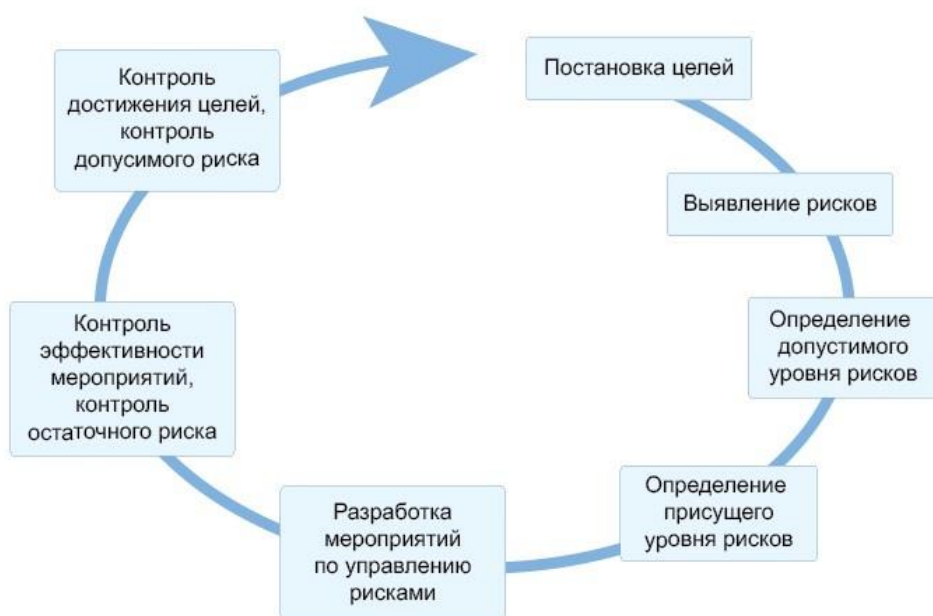 Постановка целей
Выявление рисков
Определение
допустимого
уровня рисков
Определение
присущего
уровня рисков
Разработка
мероприятий
по управлению
рисками
Контроль
эффективности
мероприятий,
контроль
остаточного риска
Контроль
достижения целей,
контроль
допусимого риска